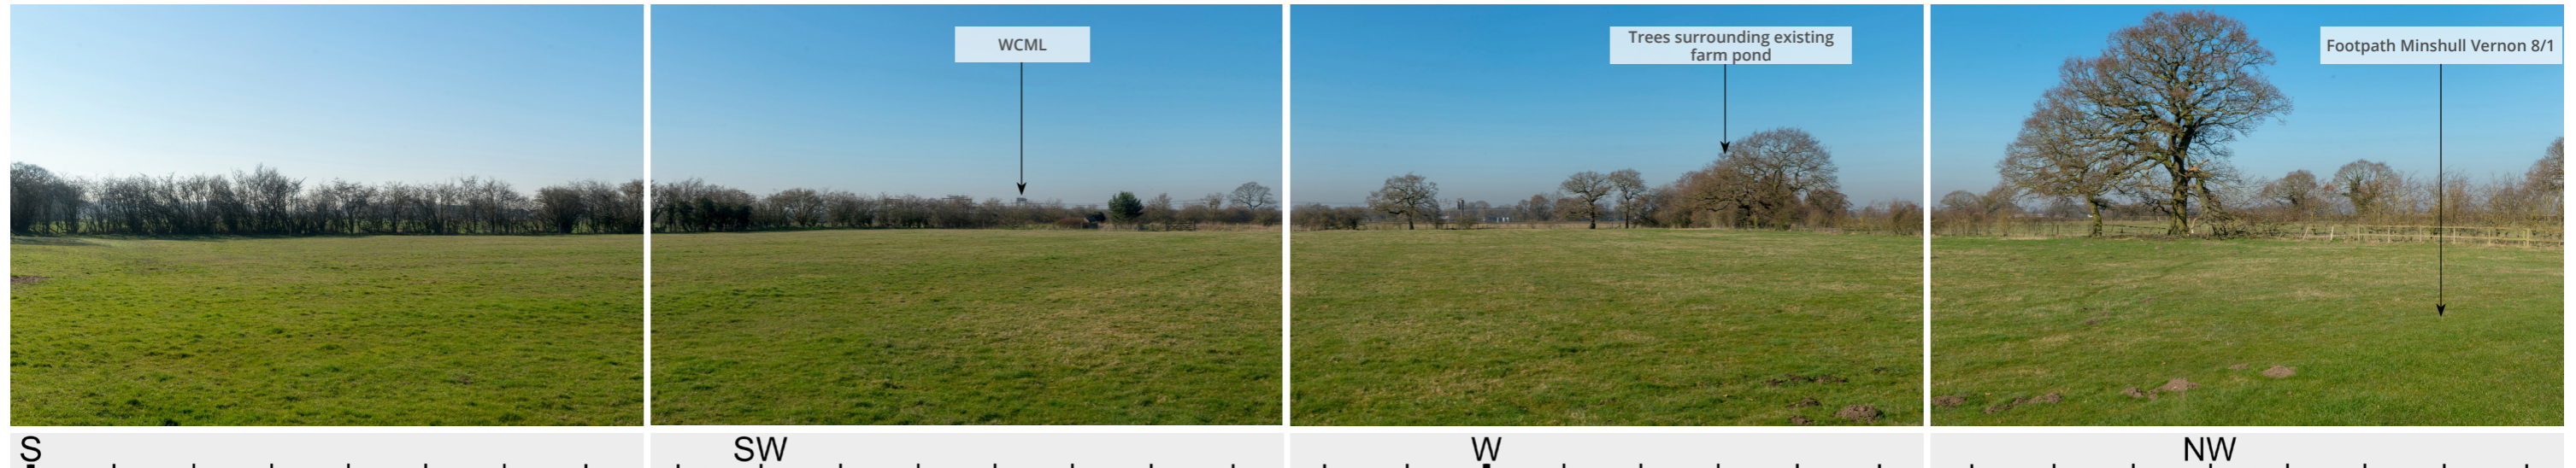 WCML
Trees surrounding existing
farm pond
Footpath Minshull Vernon 8/1
S
SW
W
NW